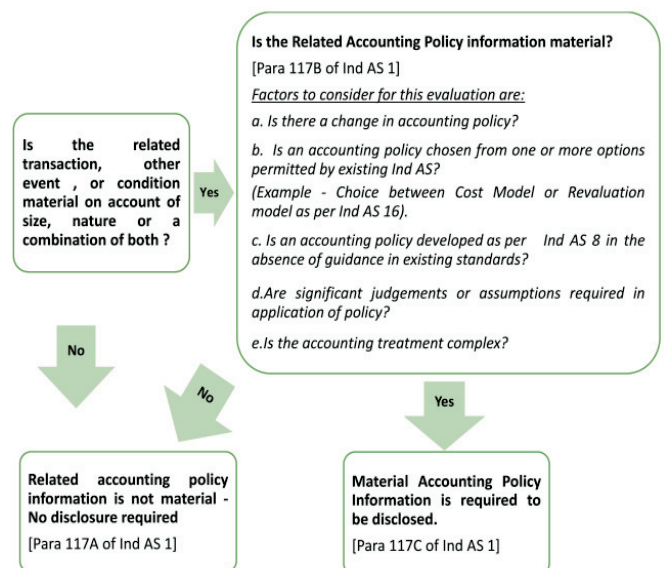 Is the related
transaction, other
event , or condition
material on account of
size, nature or a
combination of both ?
Yes
Is the Related Accounting Policy information material?
[Para 117B of Ind AS 1]
Factors to consider for this evaluation are:
a. Is there a change in accounting policy?
b. Is an accounting policy chosen from one or more options
permitted by existing Ind AS?
(Example - Choice between Cost Model or Revaluation
model as per Ind AS 16).
c. Is an accounting policy developed as per Ind AS 8 in the
absence of guidance in existing standards?
d.Are significant judgements or assumptions required in
application of policy?
e.Is the accounting treatment complex?
No
No
Yes
Related accounting policy
information is not material -
No disclosure required
[Para 117A of Ind AS 1]
Material Accounting Policy
Information is required to
be disclosed.
[Para 117C of Ind AS 1]